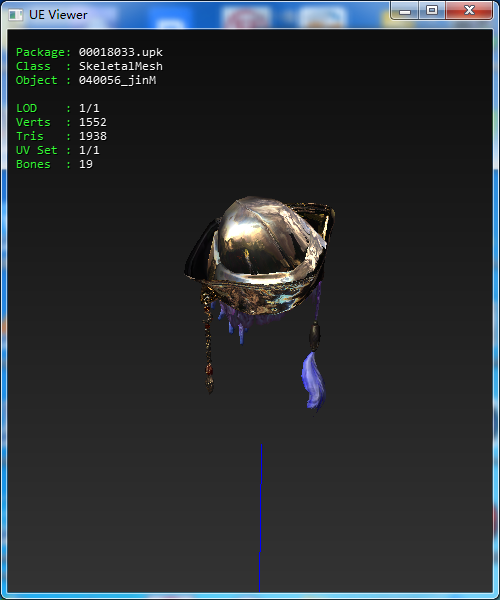 UE Viewer
Package: 00018033.upk
Class : SkeletalMesh
Object : 040056_jinM
LOD : 1/1
Verts : 1552
Tris : 1938
UV Set : 1/1
Bones : 19